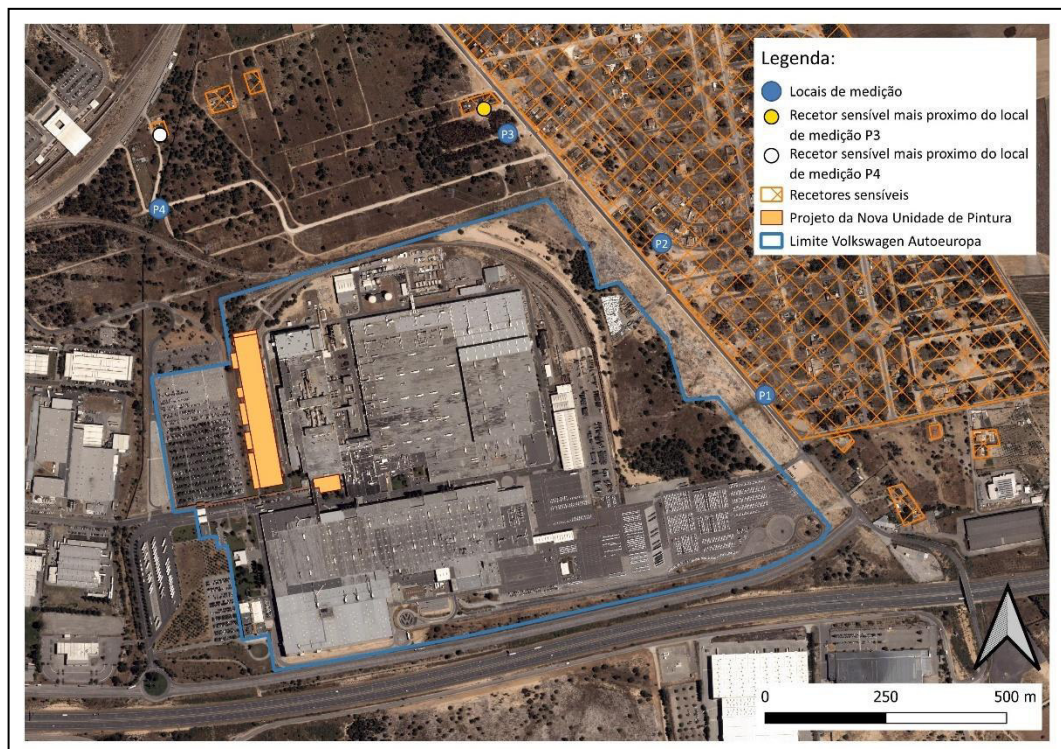 Legenda:
Locais de medição
Recetor sensível mais proximo do local
de medição P3
Recetor sensível mais proximo do local
de medição P4
Recetores sensíveis
Projeto da Nova Unidade de Pintura
Limite Volkswagen Autoeuropa
P3
P4
P2
P1
0 250 500 m